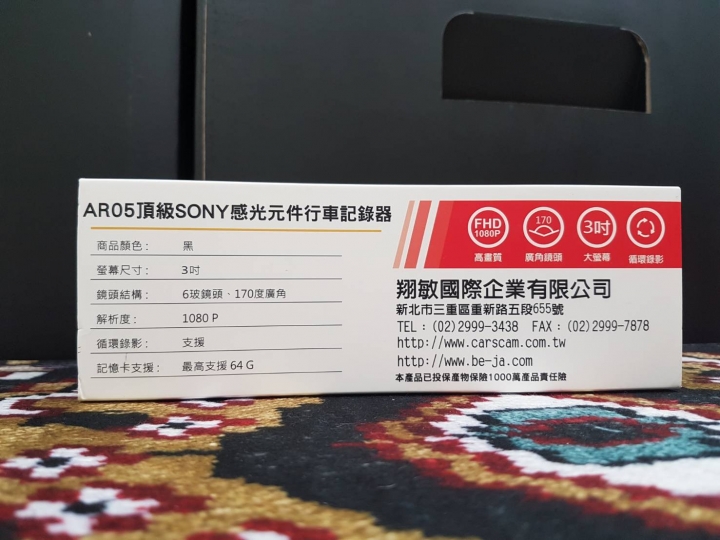 AR05頂級SONY感光元件行車記錄器
商品顏色： 黑
螢幕尺寸： 3吋
鏡頭結構： 6玻鏡頭、170度廣角
解析度： 1080 P
循環錄影： 支援
記憶卡支援： 最高支援 64 G
FHD 1080P
高畫質
170
廣角鏡頭
3吋
大螢幕
循環錄影
翔敏國際企業有限公司
新北市三重區重新路五段655號
TEL：(02)2999-3438 FAX：(02)2999-7878
http://www.carscam.com.tw
http://www.be-ja.com
本產品已投保產物保險1000萬產品責任險